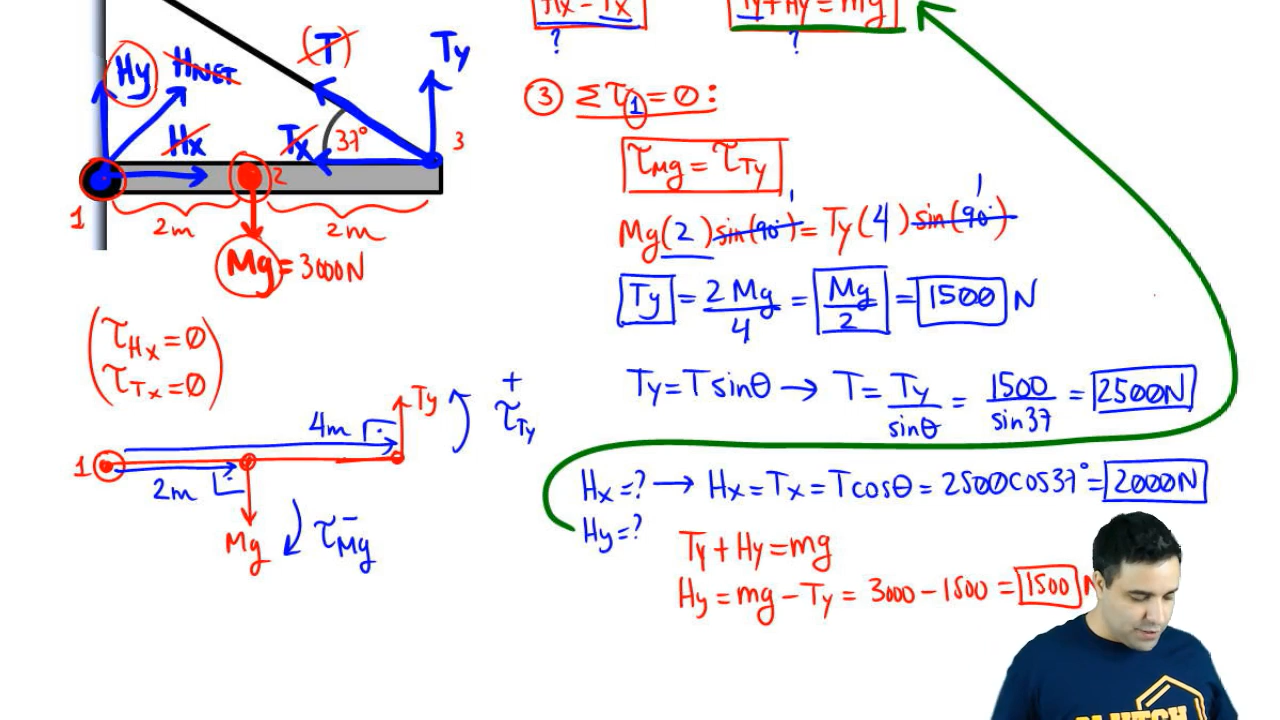 Hx = Tx
Ty + Hy = mg
?
?
Hy
HNET
(T)
Ty
Hx
Tx
37°
3
2
1
2m
2m
Mg = 3000N
③ Στ1 = 0:
τMg = τTy
1
1
Mg(2) sin(90°) = Ty(4) sin(90°)
Ty = 2Mg/4 = Mg/2 = 1500 N
Ty = T sinθ → T = Ty/sinθ = 1500/sin37 = 2500N
Hx = ? → Hx = Tx = T cosθ = 2500cos37° = 2000N
Hy = ?
Ty + Hy = mg
Hy = mg - Ty = 3000 - 1500 = 1500 N
(τHx = 0
τTx = 0)
4m
Ty
+
τTy
1
2m
Mg
-
τMg